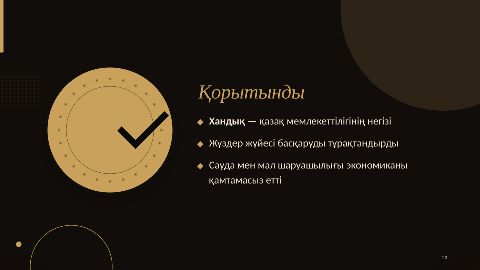 Қорытынды
◆ Хандық — қазақ мемлекеттілігінің негізі
◆ Жүздер жүйесі басқаруды тұрақтандырды
◆ Сауда мен мал шаруашылығы экономиканы
қамтамасыз етті